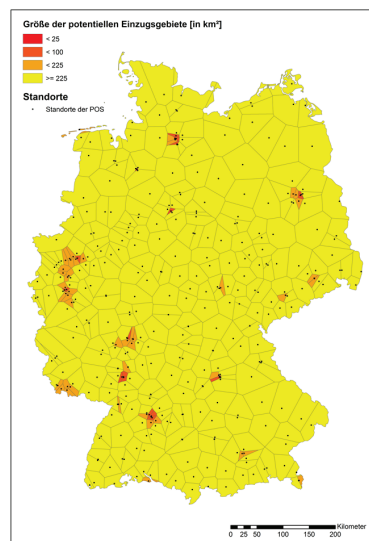 Größe der potentiellen Einzugsgebiete [in km²]
< 25
< 100
< 225
>= 225
Standorte
Standorte der POS
Kilometer
0 25 50 100 150 200